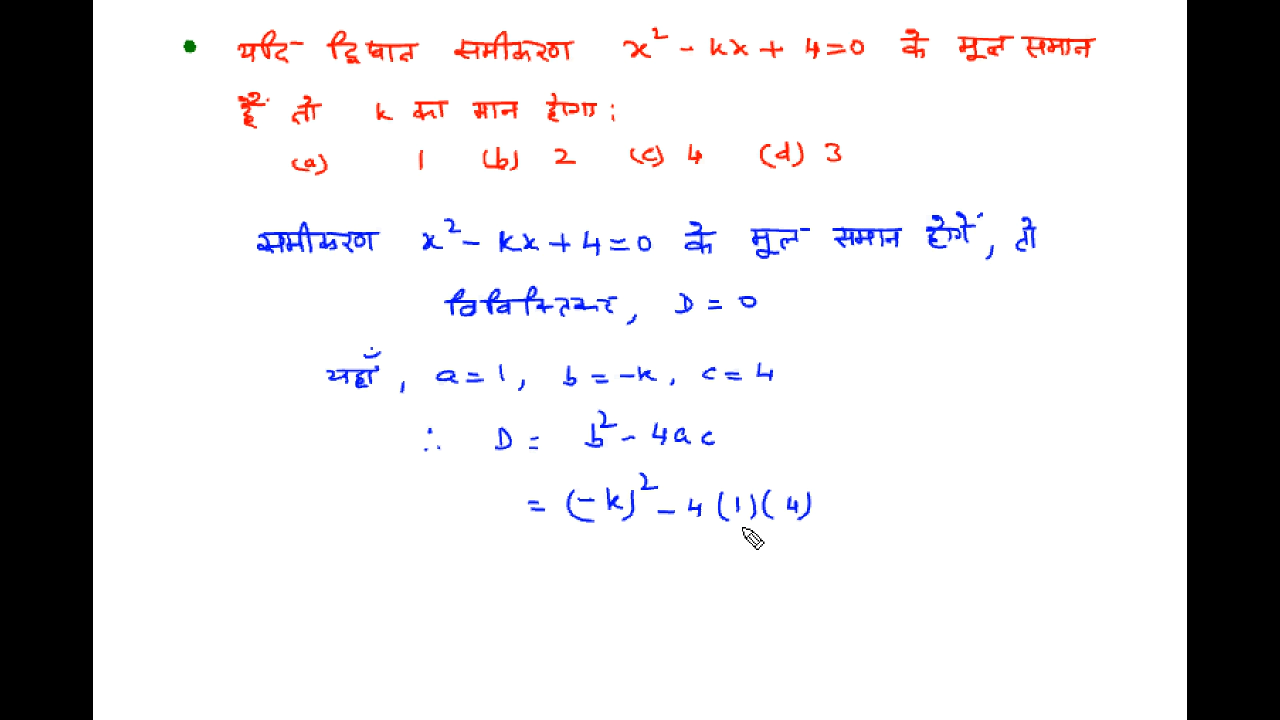 • यदि द्विघात समीकरण x² - kx + 4 = 0 के मूल समान
हैं तो k का मान होगा :
(a) 1 (b) 2 (c) 4 (d) 3
समीकरण x² - kx + 4 = 0 के मूल समान होंगे, तो
, D = 0
यहाँ, a = 1, b = -k, c = 4
∴ D = b² - 4ac
= (-k)² - 4(1)(4)